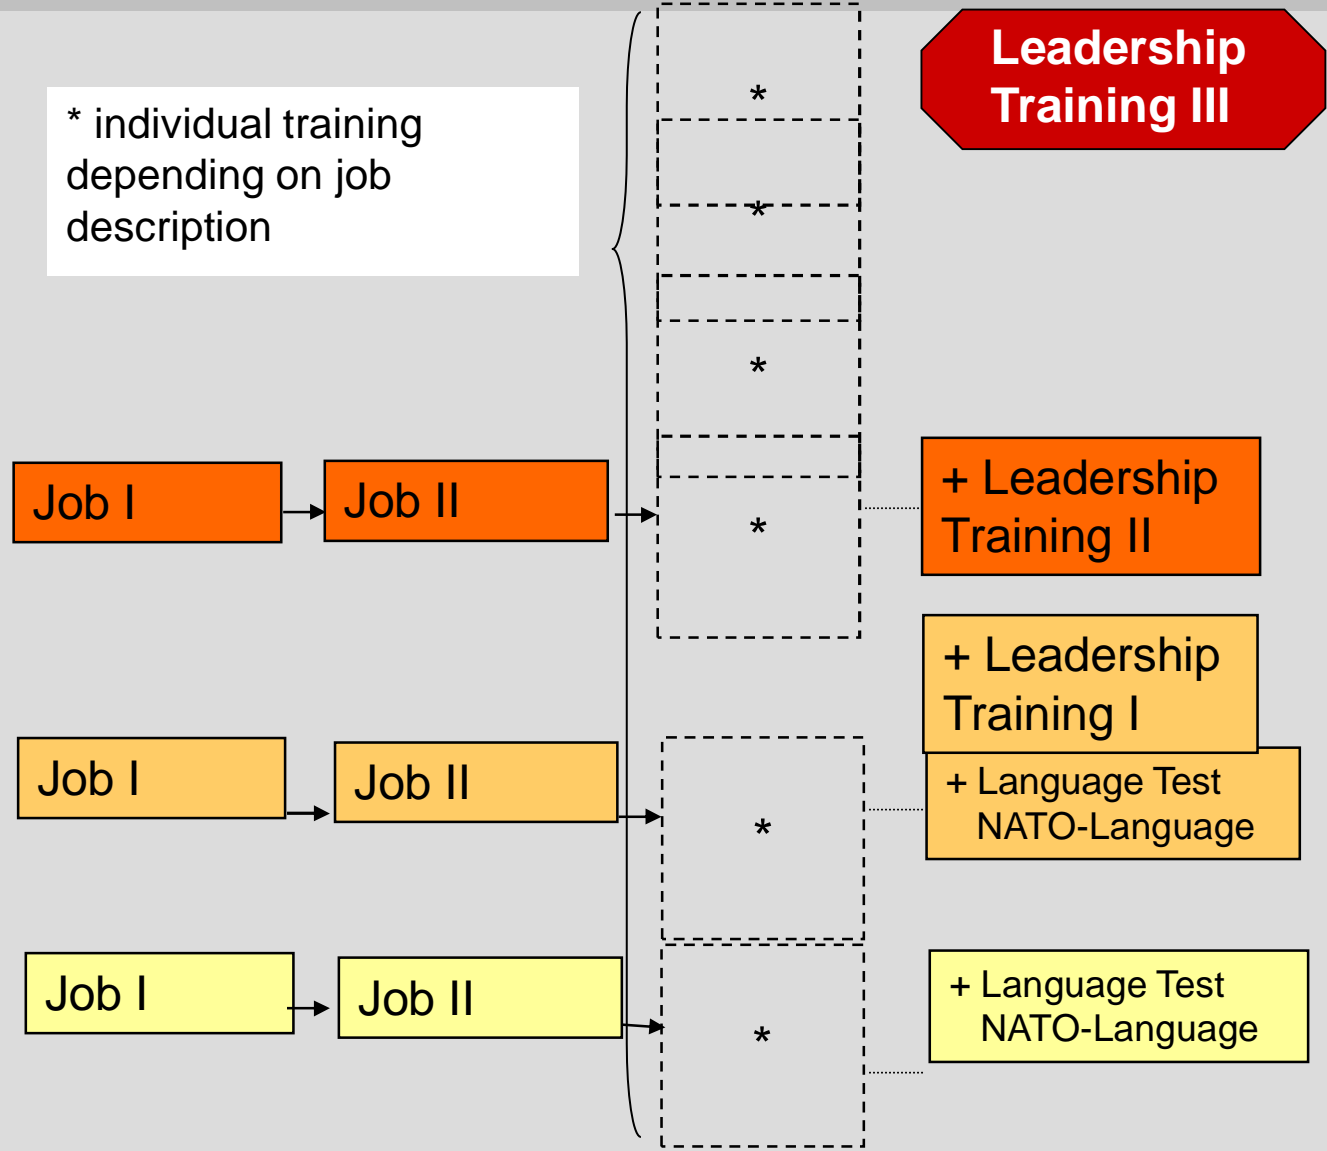 * individual training
depending on job
description
*
*
*
*
Leadership
Training III
Job I
Job II
+ Leadership
Training II
Job I
Job II
*
+ Leadership
Training I
+ Language Test
NATO-Language
Job I
Job II
*
+ Language Test
NATO-Language